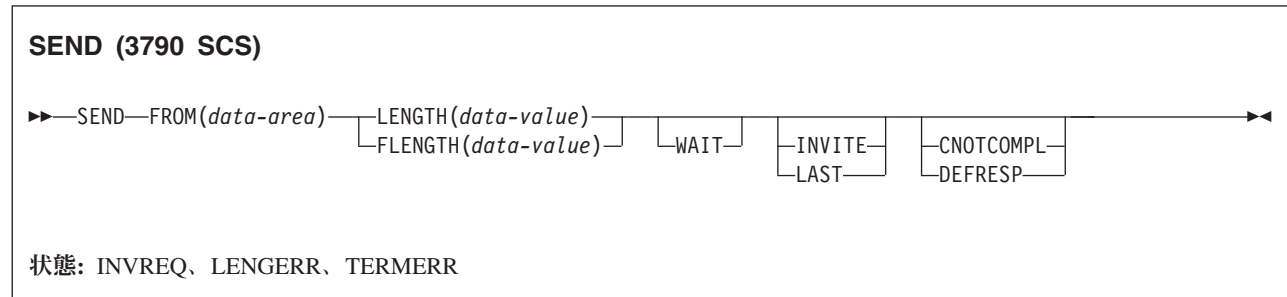 SEND (3790 SCS)
SEND FROM(data-area) LENGTH(data-value) WAIT INVITE CNOTCOMPL
FLENGTH(data-value) LAST DEFRESP
状態: INVREQ、LENGERR、TERMERR